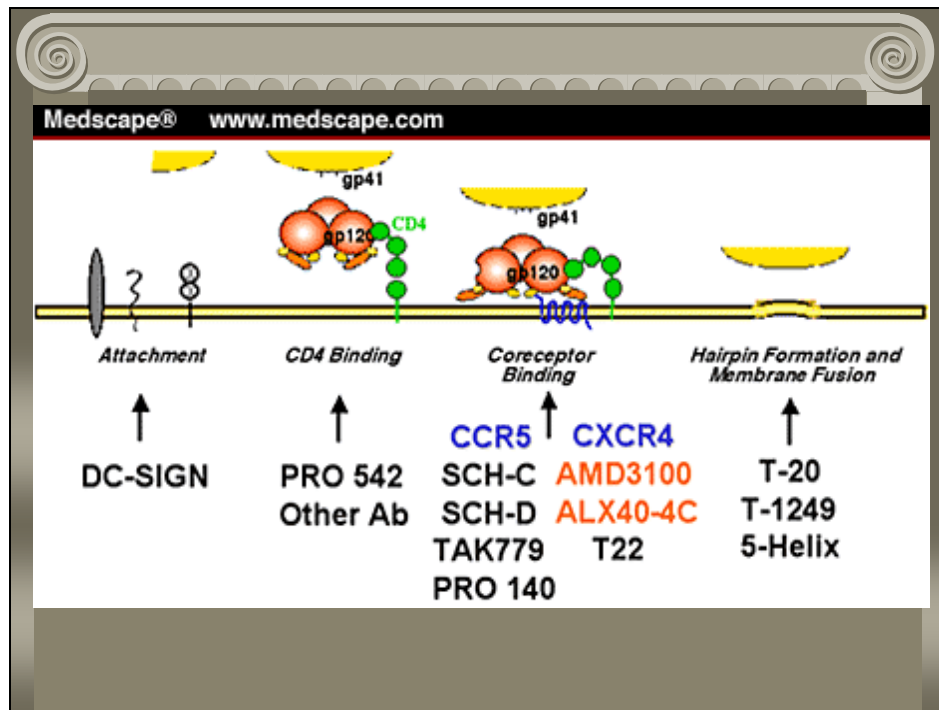 Medscape® www.medscape.com
gp41
gp120
CD4
gp41
gp120
Attachment
CD4 Binding
Coreceptor
Binding
Hairpin Formation and
Membrane Fusion
DC-SIGN
PRO 542
Other Ab
CCR5
SCH-C
SCH-D
TAK779
PRO 140
CXCR4
AMD3100
ALX40-4C
T22
T-20
T-1249
5-Helix